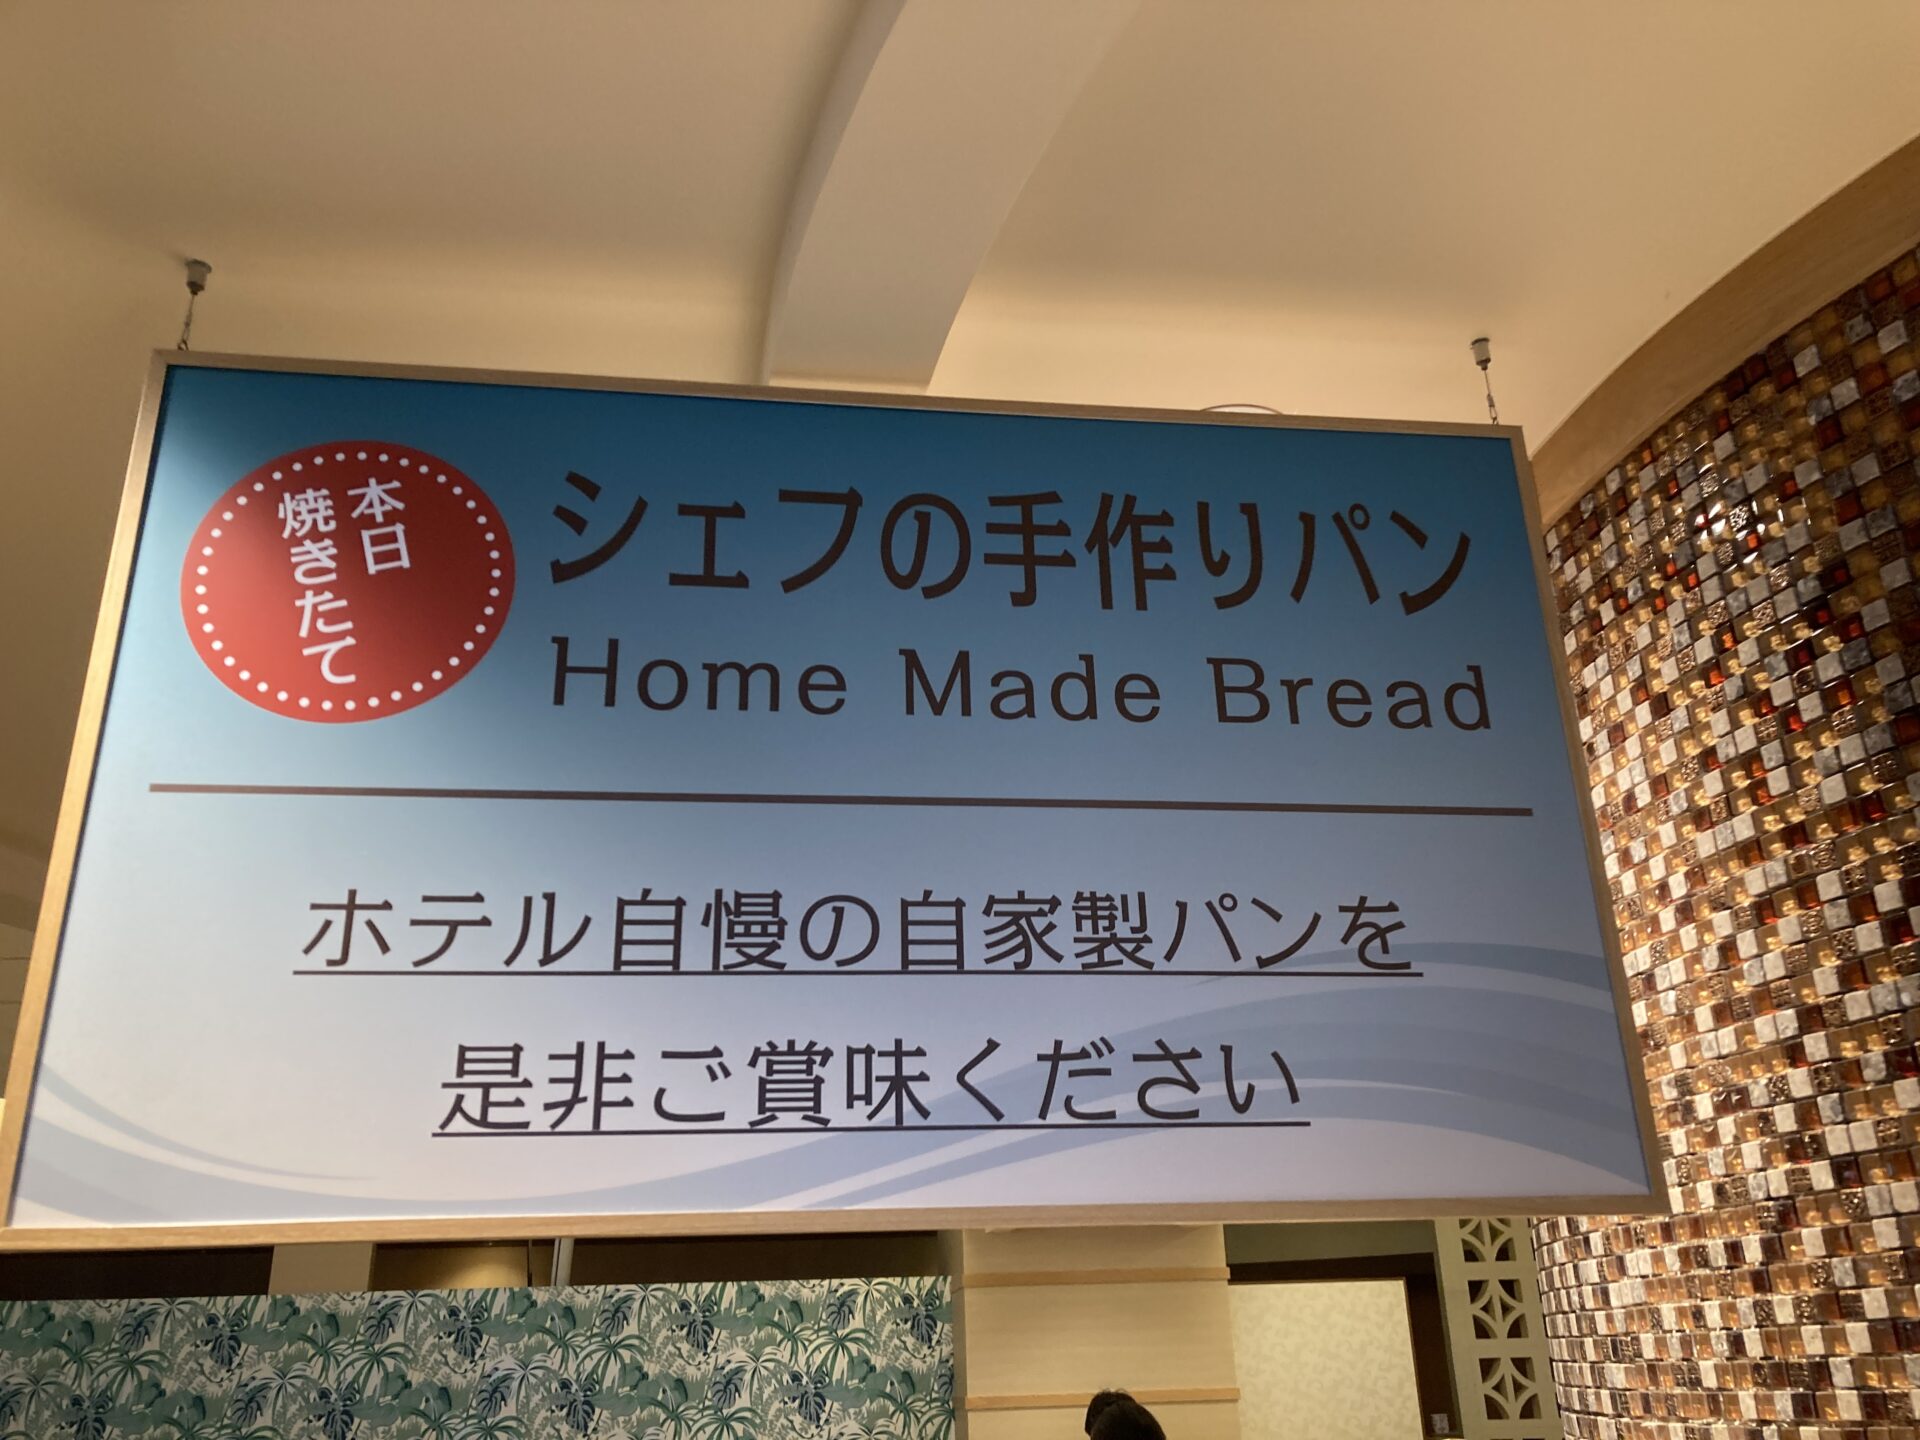 本日
焼きたて
シェフの手作りパン
Home Made Bread
ホテル自慢の自家製パンを
是非ご賞味ください